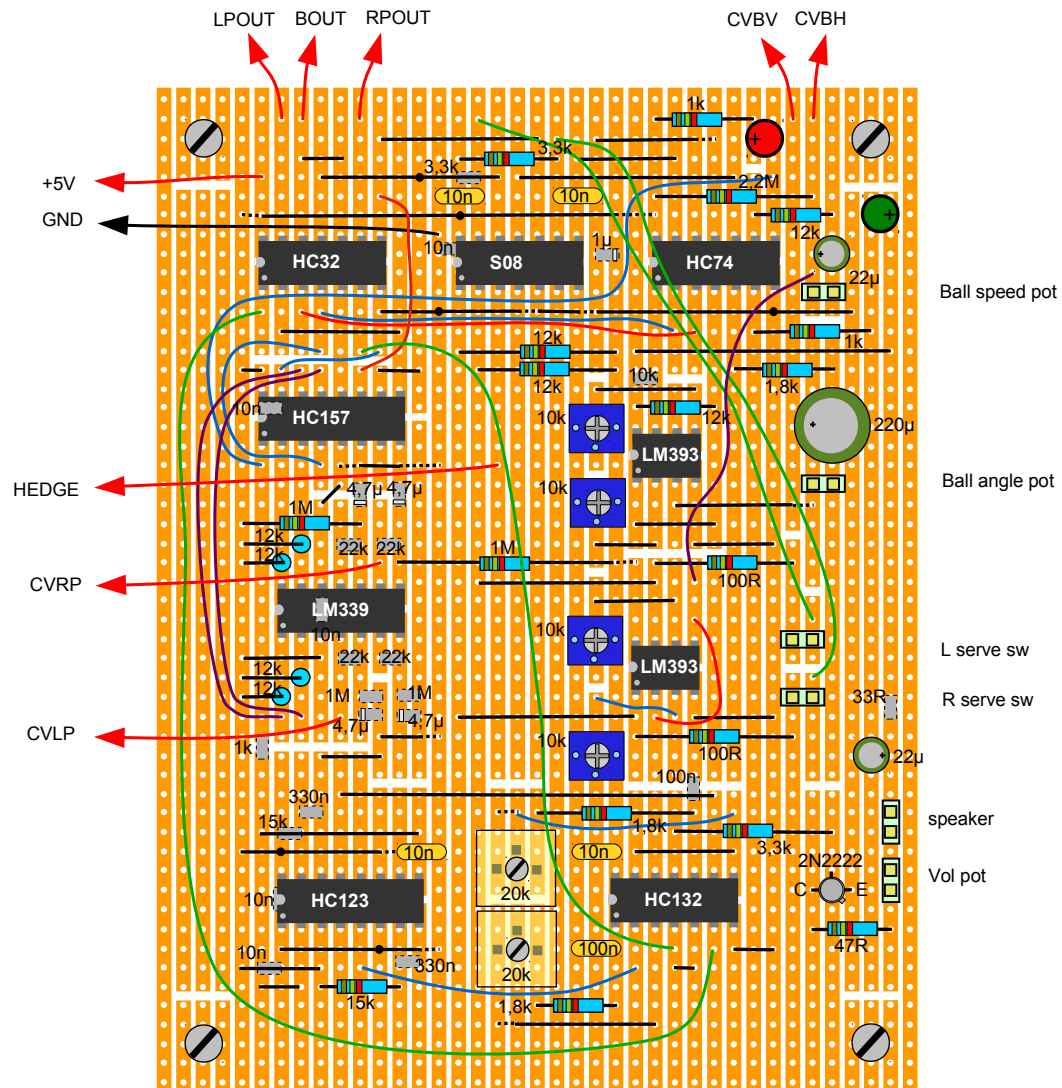 LPOUT
BOUT
RPOUT
CVBV
CVBH
1k
3,3k
3,3k
+5V
10n
10n
2,2M
GND
12k
10n
1µ
HC32
S08
HC74
22µ
Ball speed pot
12k
1k
12k
1,8k
10k
10n
HC157
10k
12k
220µ
LM393
HEDGE
4,7µ
4,7µ
10k
Ball angle pot
1M
12k
12k
22k
22k
1M
CVRP
100R
LM339
10n
10k
L serve sw
12k
12k
22k
22k
LM393
1M
1M
33R
R serve sw
CVLP
4,7µ
4,7µ
1k
10k
100R
22µ
100n
330n
15k
1,8k
3,3k
speaker
10n
10n
2N2222
C
E
Vol pot
10n
HC123
20k
HC132
47R
10n
330n
20k
100n
15k
1,8k